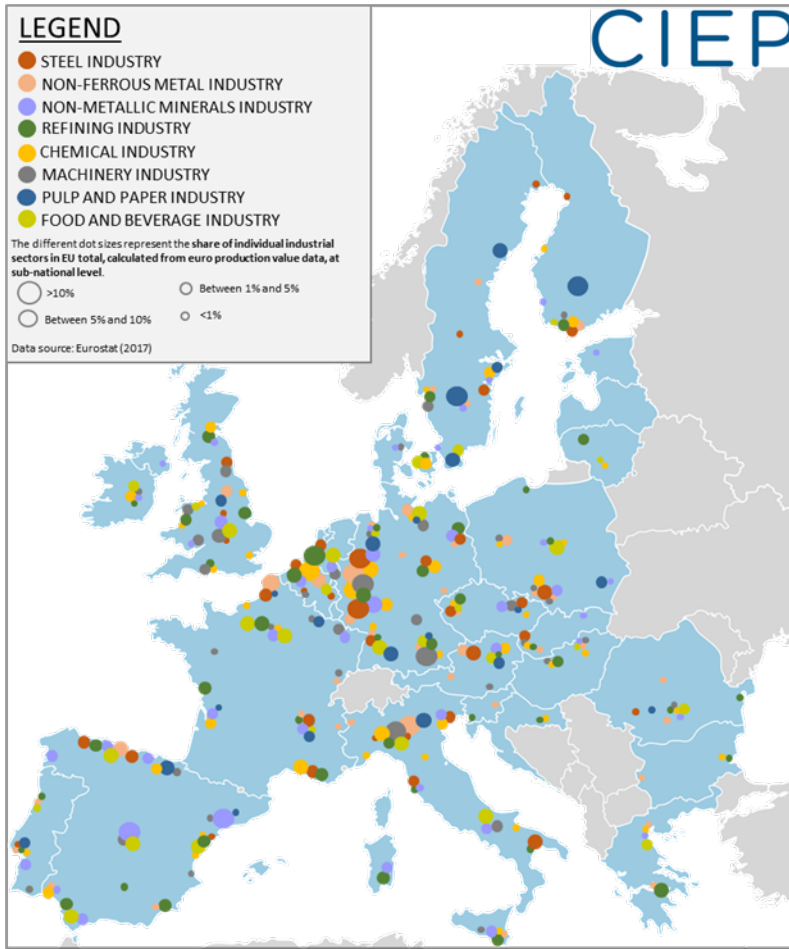 LEGEND
CIEP
STEEL INDUSTRY
NON-FERROUS METAL INDUSTRY
NON-METALLIC MINERALS INDUSTRY
REFINING INDUSTRY
CHEMICAL INDUSTRY
MACHINERY INDUSTRY
PULP AND PAPER INDUSTRY
FOOD AND BEVERAGE INDUSTRY
The different dot sizes represent the share of individual industrial
sectors in EU total, calculated from euro production value data, at
sub-national level.
>10%
Between 1% and 5%
Between 5% and 10%
<1%
Data source: Eurostat (2017)